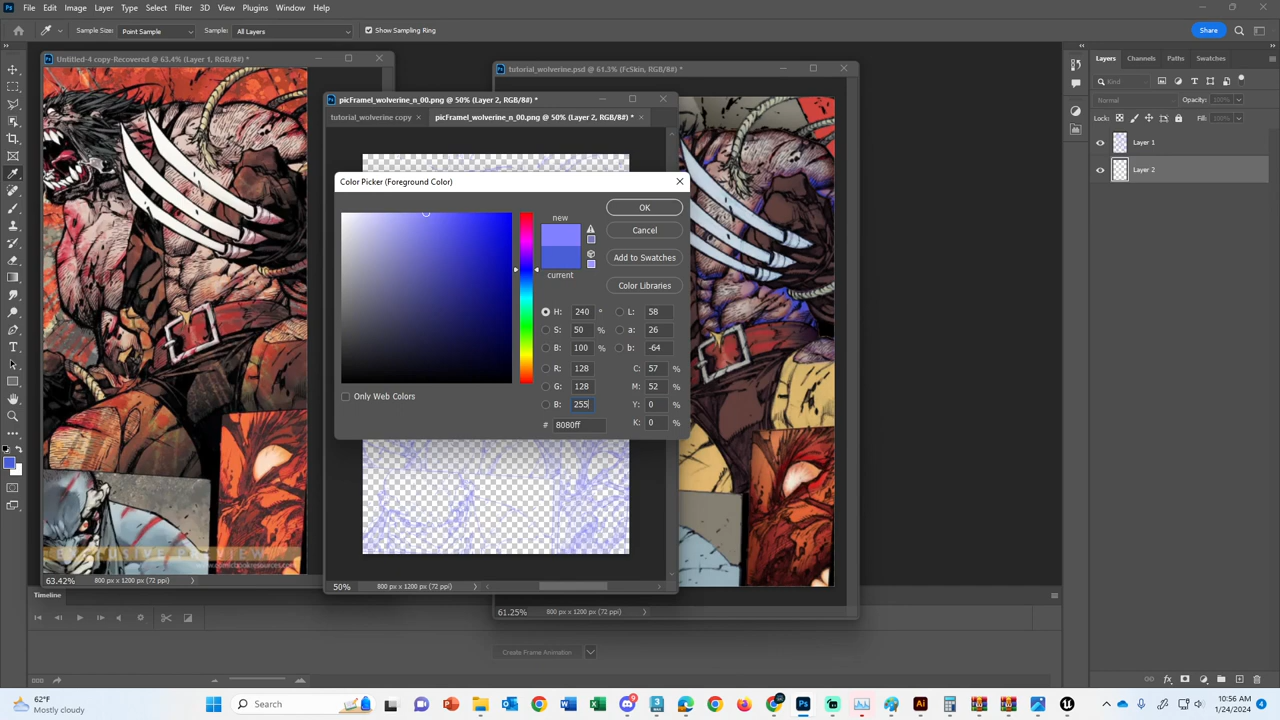 File Edit Image Layer Type Select Filter 3D View Plugins Window Help
Sample Size: Point Sample Sample: All Layers Show Sampling Ring Share
Untitled-4 copy-Recovered @ 63.4% (Layer 1, RGB/8#) *
tutorial_wolverine.psd @ 61.3% (FcSkin, RGB/8#) *
picFrameI_wolverine_n_00.png @ 50% (Layer 2, RGB/8#) *
tutorial_wolverine copy picFrameI_wolverine_n_00.png @ 50% (Layer 2, RGB/8#) *
Color Picker (Foreground Color)
new
current
OK
Cancel
Add to Swatches
Color Libraries
H: 240 ° L: 58
S: 50 % a: 26
B: 100 % b: -64
R: 128 C: 57 %
G: 128 M: 52 %
B: 255 Y: 0 %
# 8080ff K: 0 %
Only Web Colors
Layers Channels Paths Swatches
Kind
Normal Opacity: 100%
Lock: Fill: 100%
Layer 1
Layer 2
EXCLUSIVE PREVIEW
63.42% 800 px x 1200 px (72 ppi)
50% 800 px x 1200 px (72 ppi)
61.25% 800 px x 1200 px (72 ppi)
Timeline
Create Frame Animation
62°F
Mostly cloudy
Search
10:56 AM
1/24/2024